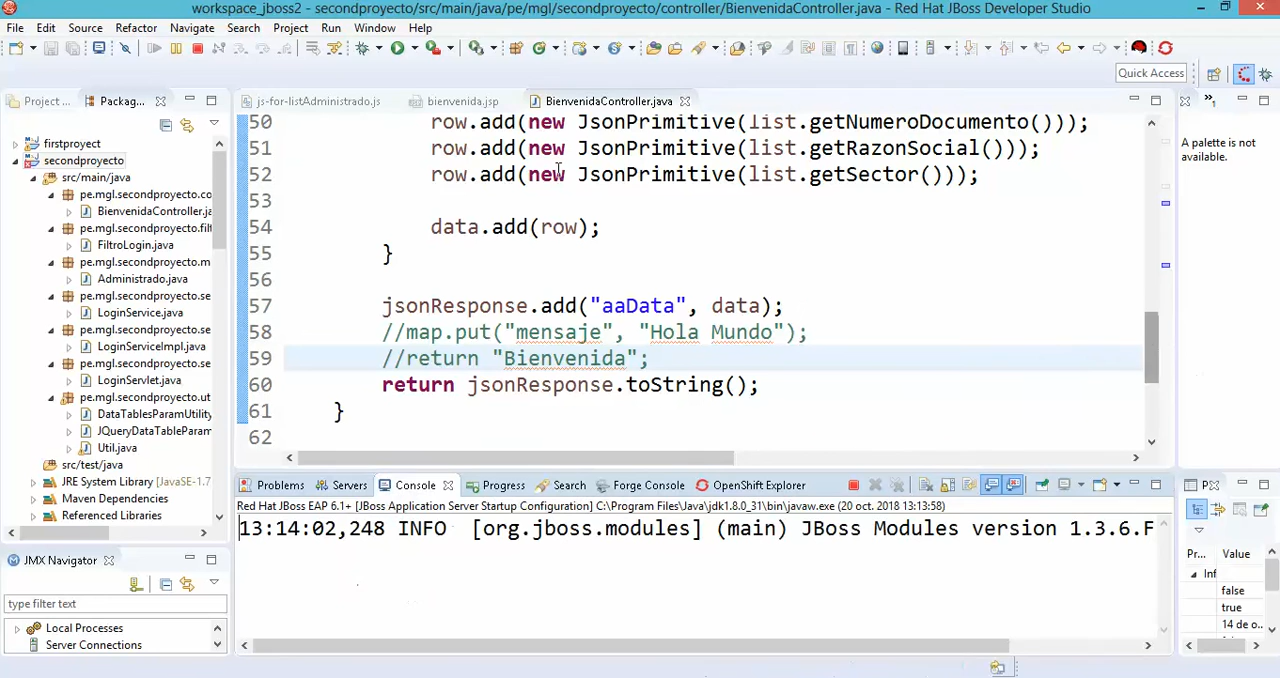 workspace_jboss2 - secondproyecto/src/main/java/pe/mgl/secondproyecto/controller/BienvenidaController.java - Red Hat JBoss Developer Studio
File Edit Source Refactor Navigate Search Project Run Window Help
Quick Access
Project ... Packag... js-for-listAdministrado.js bienvenida.jsp BienvenidaController.java
firstproyect
secondproyecto
src/main/java
pe.mgl.secondproyecto.co
BienvenidaController.ja
pe.mgl.secondproyecto.filt
FiltroLogin.java
pe.mgl.secondproyecto.m
Administrado.java
pe.mgl.secondproyecto.se
LoginService.java
LoginServiceImpl.java
pe.mgl.secondproyecto.se
LoginServlet.java
pe.mgl.secondproyecto.ut
DataTablesParamUtility
JQueryDataTableParam
Util.java
src/test/java
JRE System Library [JavaSE-1.7
Maven Dependencies
Referenced Libraries
50 row.add(new JsonPrimitive(list.getNumeroDocumento()));
51 row.add(new JsonPrimitive(list.getRazonSocial()));
52 row.add(new JsonPrimitive(list.getSector()));
53
54 data.add(row);
55 }
56
57 jsonResponse.add("aaData", data);
58 //map.put("mensaje", "Hola Mundo");
59 //return "Bienvenida";
60 return jsonResponse.toString();
61 }
62
A palette is not
available.
Problems Servers Console Progress Search Forge Console OpenShift Explorer
Red Hat JBoss EAP 6.1+ [JBoss Application Server Startup Configuration] C:\Program Files\Java\jdk1.8.0_31\bin\javaw.exe (20 oct. 2018 13:13:58)
13:14:02,248 INFO [org.jboss.modules] (main) JBoss Modules version 1.3.6.F
JMX Navigator
type filter text
Local Processes
Server Connections
Pr... Value
Inf
false
true
14 de o...